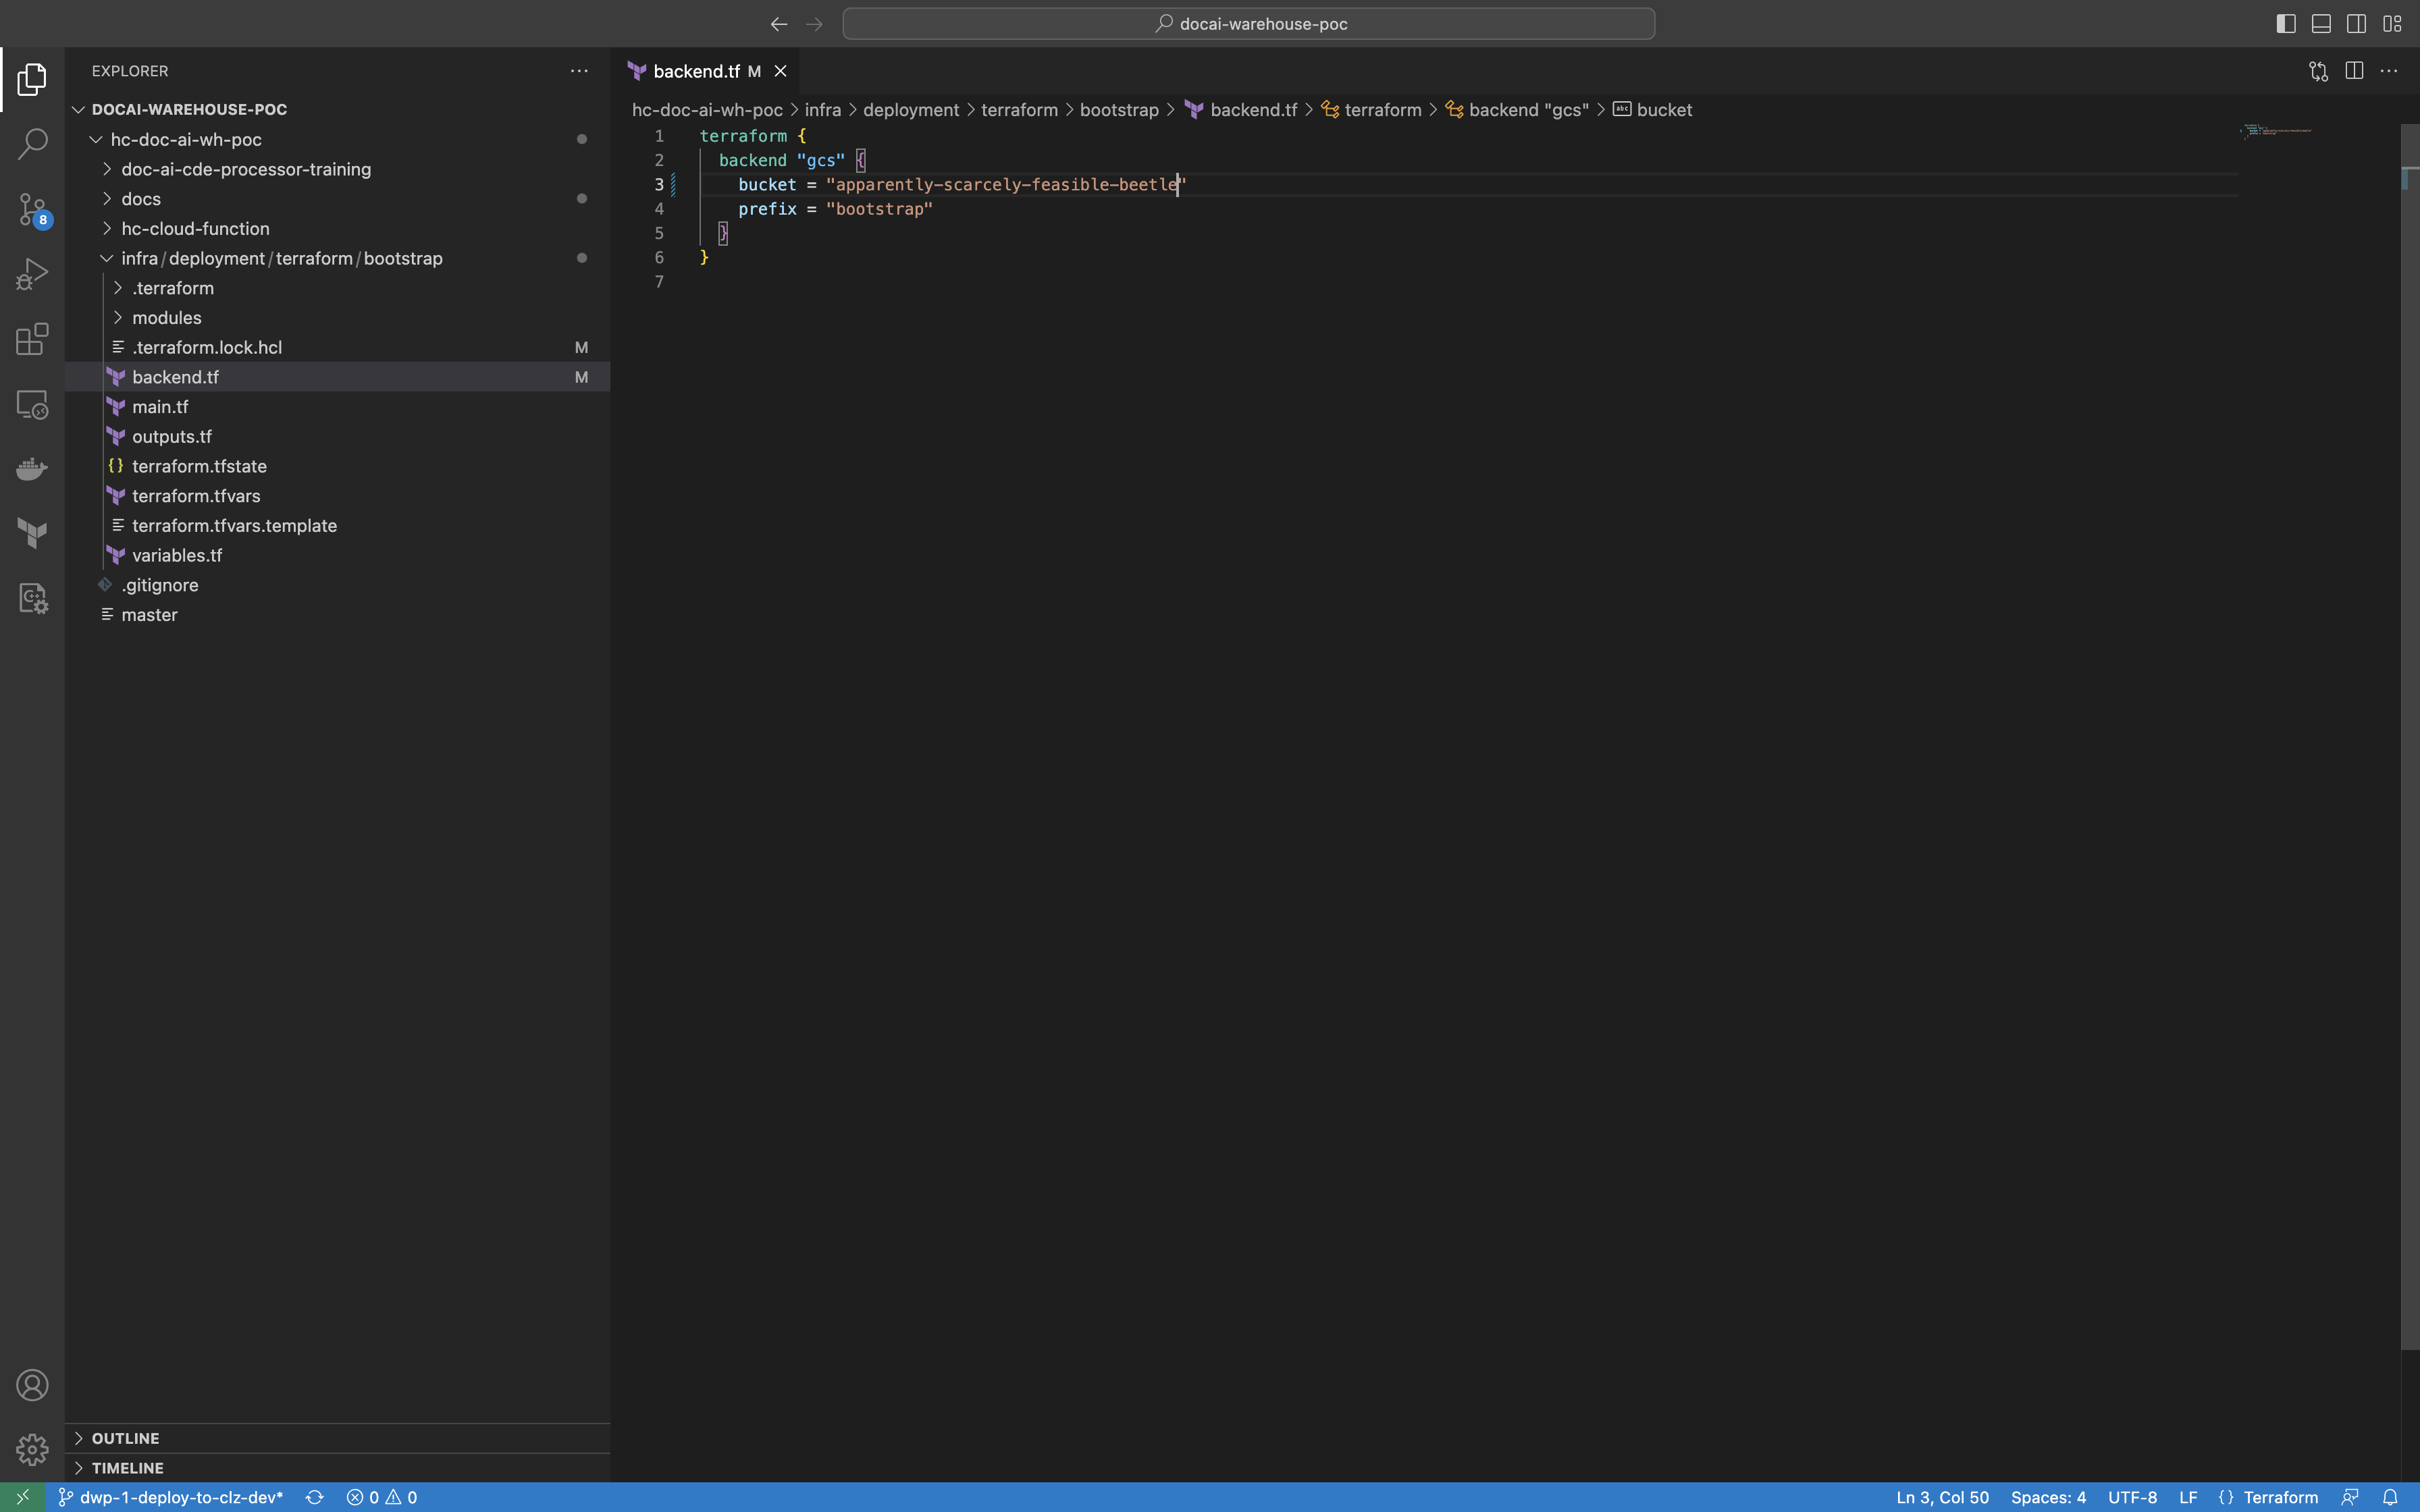 docai-warehouse-poc
EXPLORER
DOCAI-WAREHOUSE-POC
hc-doc-ai-wh-poc
doc-ai-cde-processor-training
docs
hc-cloud-function
infra/deployment/terraform/bootstrap
.terraform
modules
.terraform.lock.hcl M
backend.tf M
main.tf
outputs.tf
{} terraform.tfstate
terraform.tfvars
terraform.tfvars.template
variables.tf
.gitignore
master
OUTLINE
TIMELINE
8
backend.tf M
hc-doc-ai-wh-poc > infra > deployment > terraform > bootstrap > backend.tf > terraform > backend "gcs" > abc bucket
1 terraform {
2 backend "gcs" {
3 bucket = "apparently-scarcely-feasible-beetle"
4 prefix = "bootstrap"
5 }
6 }
7
dwp-1-deploy-to-clz-dev* 0 0 Ln 3, Col 50 Spaces: 4 UTF-8 LF {} Terraform